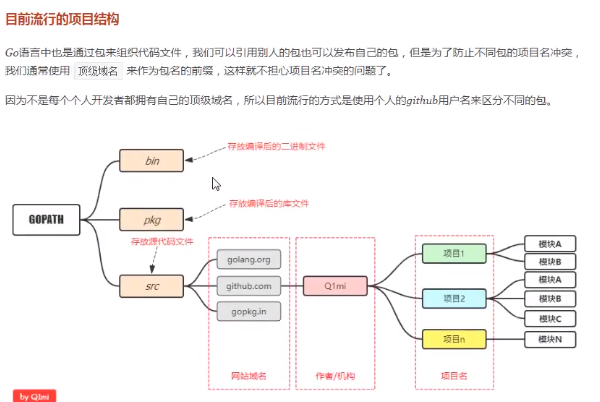 目前流行的项目结构
Go语言中也是通过包来组织代码文件，我们可以引用别人的包也可以发布自己的包，但是为了防止不同包的项目名冲突，
我们通常使用 顶级域名 来作为包名的前缀，这样就不担心项目名冲突的问题了。
因为不是每个个人开发者都拥有自己的顶级域名，所以目前流行的方式是使用个人的github用户名来区分不同的包。
存放编译后的二进制文件
bin
GOPATH
存放编译后的库文件
pkg
存放源代码文件
src
golang.org
github.com
gopkg.in
网站域名
Q1mi
作者/机构
项目1
项目2
项目n
项目名
模块A
模块B
模块A
模块B
模块C
模块N
by Q1mi